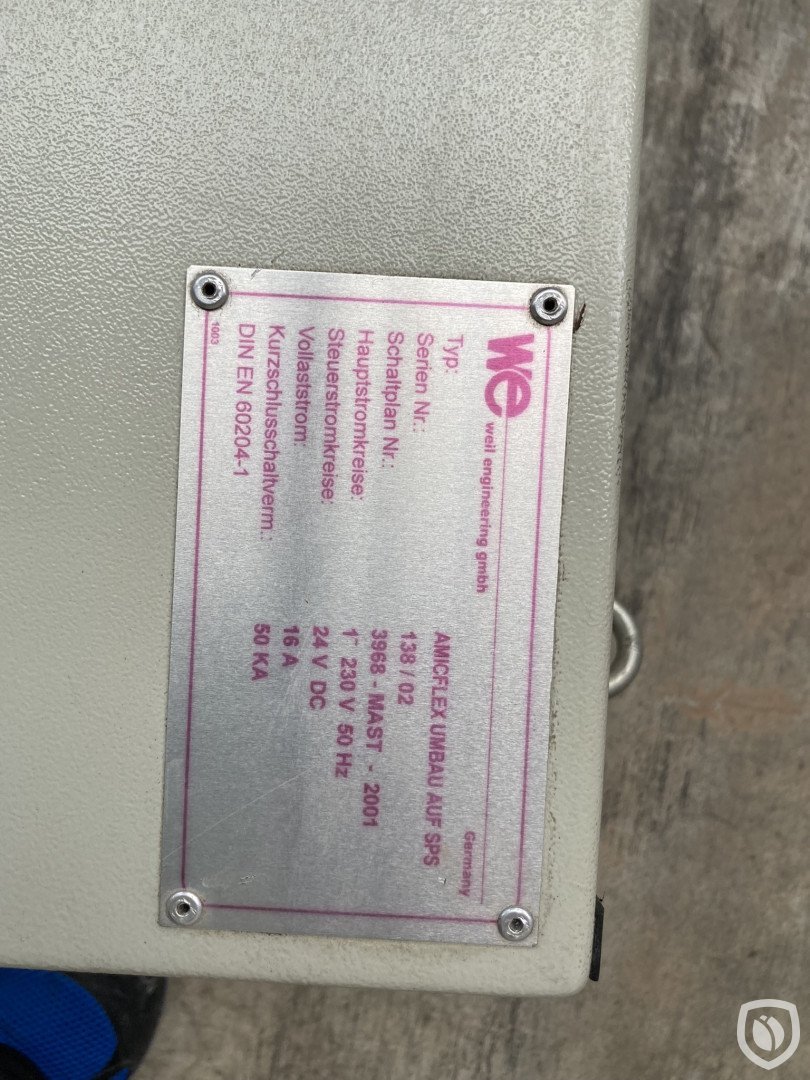 we weil engineering gmbh Germany
Typ: AMICFLEX UMBAU AUF SPS
Serien Nr.: 138 / 02
Schaltplan Nr.: 3968 - MAST - 2001
Hauptstromkreise: 1~ 230 V 50 Hz
Steuerstromkreise: 24 V DC
Vollaststrom: 16 A
Kurzschlusschaltverm.: 50 KA
DIN EN 60204-1
1003